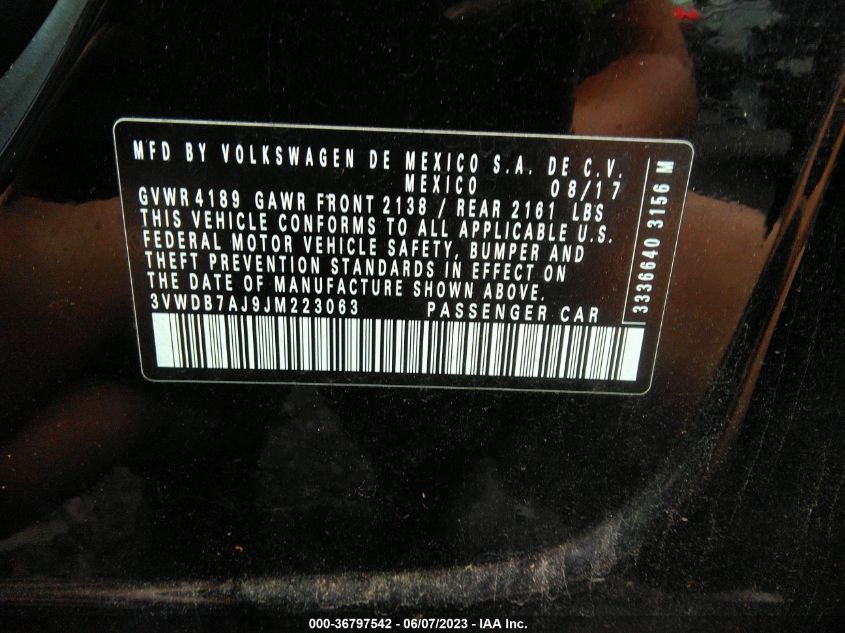 MFD BY VOLKSWAGEN DE MEXICO S.A. DE C.V.
MEXICO 08/17
GVWR 4189 GAWR FRONT 2138 / REAR 2161 LBS
THIS VEHICLE CONFORMS TO ALL APPLICABLE U.S.
FEDERAL MOTOR VEHICLE SAFETY, BUMPER AND
THEFT PREVENTION STANDARDS IN EFFECT ON
THE DATE OF MANUFACTURE SHOWN ABOVE.
3VWDB7AJ9JM223063 PASSENGER CAR
3336640 3156 M
000-36797542 - 06/07/2023 - IAA Inc.